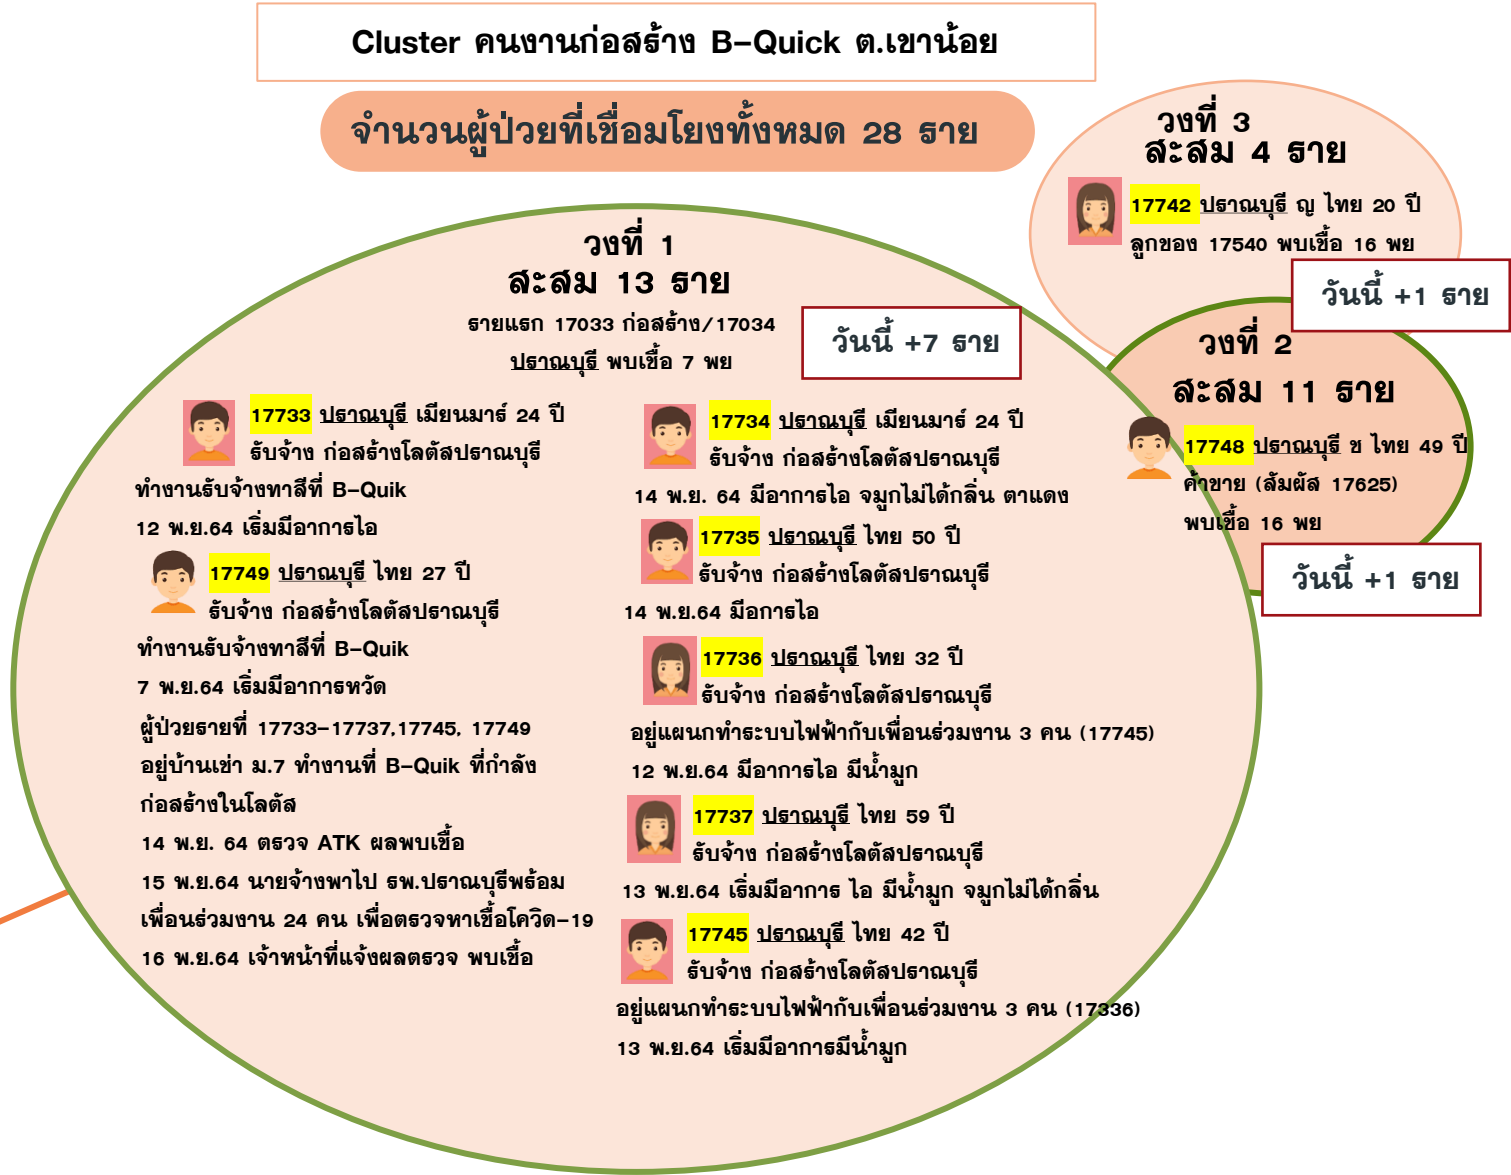 Cluster คนงานก่อสร้าง B-Quick ต.เขาน้อย
จำนวนผู้ป่วยที่เชื่อมโยงทั้งหมด 28 ราย
วงที่ 3
สะสม 4 ราย
17742 ปราณบุรี ญ ไทย 20 ปี
ลูกของ 17540 พบเชื้อ 16 พย
วันนี้ +1 ราย
วงที่ 2
สะสม 11 ราย
17748 ปราณบุรี ช ไทย 49 ปี
ค้าขาย (สัมผัส 17625)
พบเชื้อ 16 พย
วันนี้ +1 ราย
วงที่ 1
สะสม 13 ราย
รายแรก 17033 ก่อสร้าง/17034
ปราณบุรี พบเชื้อ 7 พย
วันนี้ +7 ราย
17733 ปราณบุรี เมียนมาร์ 24 ปี
รับจ้าง ก่อสร้างโลตัสปราณบุรี
ทำงานรับจ้างทาสีที่ B-Quik
12 พ.ย.64 เริ่มมีอาการไอ
17749 ปราณบุรี ไทย 27 ปี
รับจ้าง ก่อสร้างโลตัสปราณบุรี
ทำงานรับจ้างทาสีที่ B-Quik
7 พ.ย.64 เริ่มมีอาการหวัด
ผู้ป่วยรายที่ 17733-17737,17745, 17749
อยู่บ้านเช่า ม.7 ทำงานที่ B-Quik ที่กำลัง
ก่อสร้างในโลตัส
14 พ.ย. 64 ตรวจ ATK ผลพบเชื้อ
15 พ.ย.64 นายจ้างพาไป รพ.ปราณบุรีพร้อม
เพื่อนร่วมงาน 24 คน เพื่อตรวจหาเชื้อโควิด-19
16 พ.ย.64 เจ้าหน้าที่แจ้งผลตรวจ พบเชื้อ
17734 ปราณบุรี เมียนมาร์ 24 ปี
รับจ้าง ก่อสร้างโลตัสปราณบุรี
14 พ.ย. 64 มีอาการไอ จมูกไม่ได้กลิ่น ตาแดง
17735 ปราณบุรี ไทย 50 ปี
รับจ้าง ก่อสร้างโลตัสปราณบุรี
14 พ.ย.64 มีอการไอ
17736 ปราณบุรี ไทย 32 ปี
รับจ้าง ก่อสร้างโลตัสปราณบุรี
อยู่แผนกทำระบบไฟฟ้ากับเพื่อนร่วมงาน 3 คน (17745)
12 พ.ย.64 มีอาการไอ มีน้ำมูก
17737 ปราณบุรี ไทย 59 ปี
รับจ้าง ก่อสร้างโลตัสปราณบุรี
13 พ.ย.64 เริ่มมีอาการ ไอ มีน้ำมูก จมูกไม่ได้กลิ่น
17745 ปราณบุรี ไทย 42 ปี
รับจ้าง ก่อสร้างโลตัสปราณบุรี
อยู่แผนกทำระบบไฟฟ้ากับเพื่อนร่วมงาน 3 คน (17336)
13 พ.ย.64 เริ่มมีอาการมีน้ำมูก